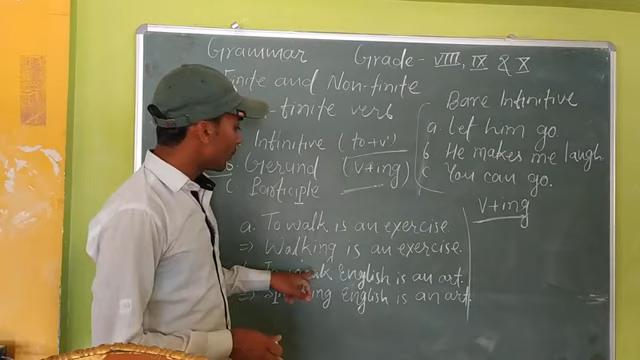 Grammar Grade - VIII, IX & X
Finite and Non-finite
-finite verb
Infinitive (to+v¹)
b. Gerund (v+ing)
c Participle
Bare Infinitive
a. Let him go.
b He makes me laugh
c You can go.
v+ing
a. To walk is an exercise.
⇒ Walking is an exercise.
English is an art.
⇒ English is an art.